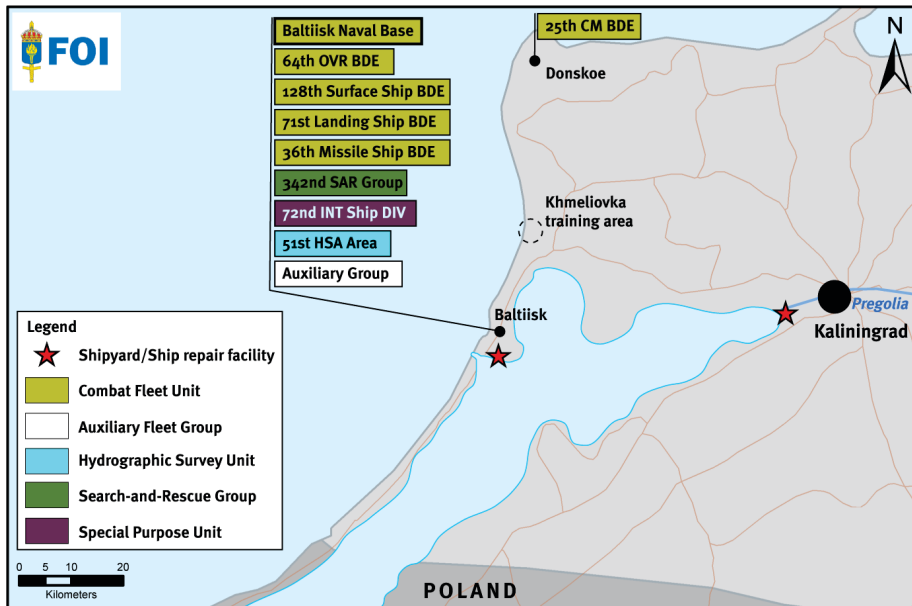 FOI
Baltiisk Naval Base
64th OVR BDE
128th Surface Ship BDE
71st Landing Ship BDE
36th Missile Ship BDE
342nd SAR Group
72nd INT Ship DIV
51st HSA Area
Auxiliary Group
25th CM BDE
Donskoe
N
Khmeliovka
training area
Baltiisk
Pregolia
Kaliningrad
Legend
Shipyard/Ship repair facility
Combat Fleet Unit
Auxiliary Fleet Group
Hydrographic Survey Unit
Search-and-Rescue Group
Special Purpose Unit
0 5 10 20
Kilometers
POLAND